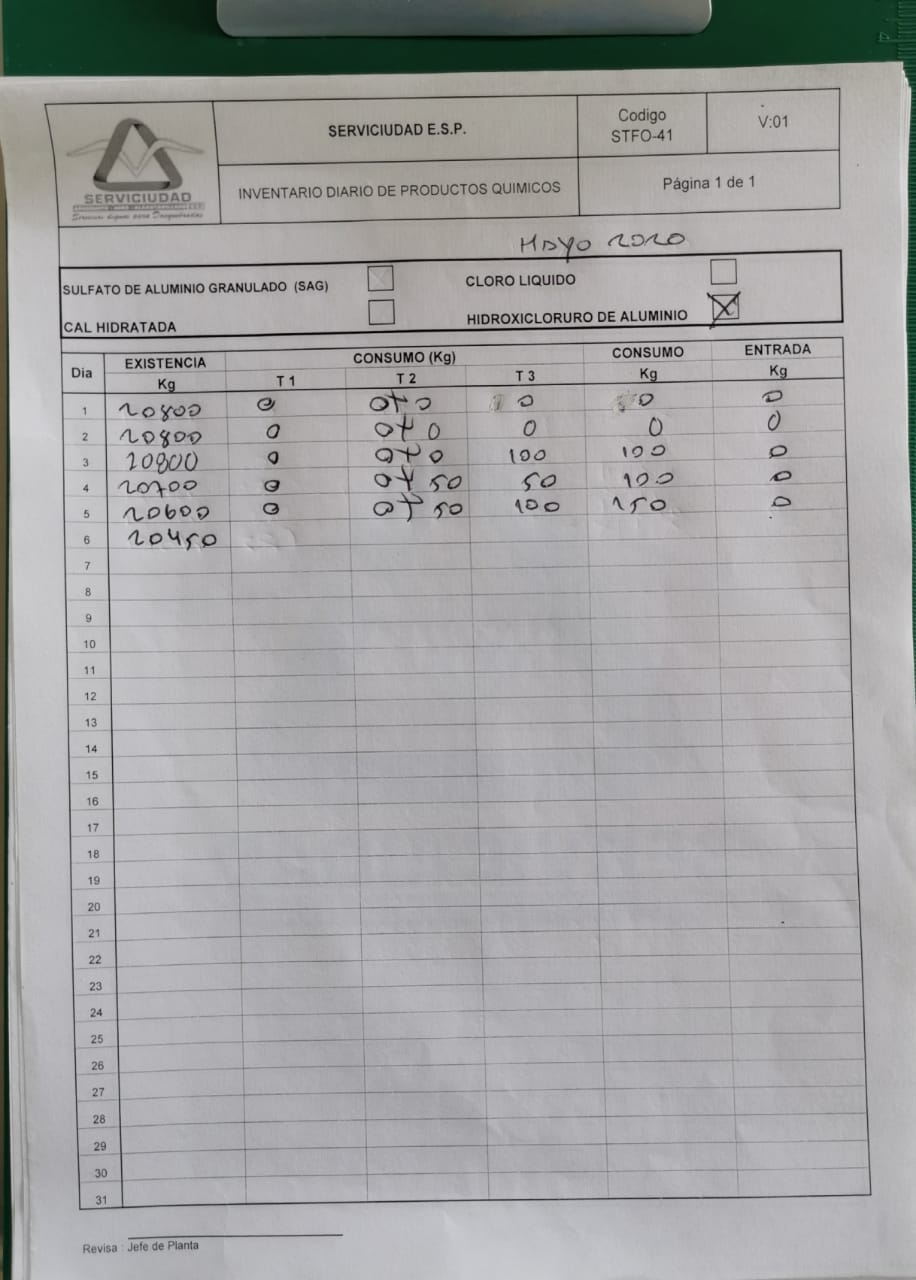 SERVICIUDAD E.S.P.
Codigo
STFO-41
V:01
SERVICIUDAD
INVENTARIO DIARIO DE PRODUCTOS QUIMICOS
Página 1 de 1
Mayo 2020
SULFATO DE ALUMINIO GRANULADO (SAG)
CLORO LIQUIDO
CAL HIDRATADA
HIDROXICLORURO DE ALUMINIO X
Dia EXISTENCIA CONSUMO (Kg) CONSUMO ENTRADA
Kg T 1 T 2 T 3 Kg Kg
1 20800 0 0+0 0 0 0
2 20800 0 0+0 0 0 0
3 20800 0 0+0 100 100 0
4 20700 0 0+50 50 100 0
5 20600 0 0+50 100 150 0
6 20450
7
8
9
10
11
12
13
14
15
16
17
18
19
20
21
22
23
24
25
26
27
28
29
30
31
Revisa : Jefe de Planta